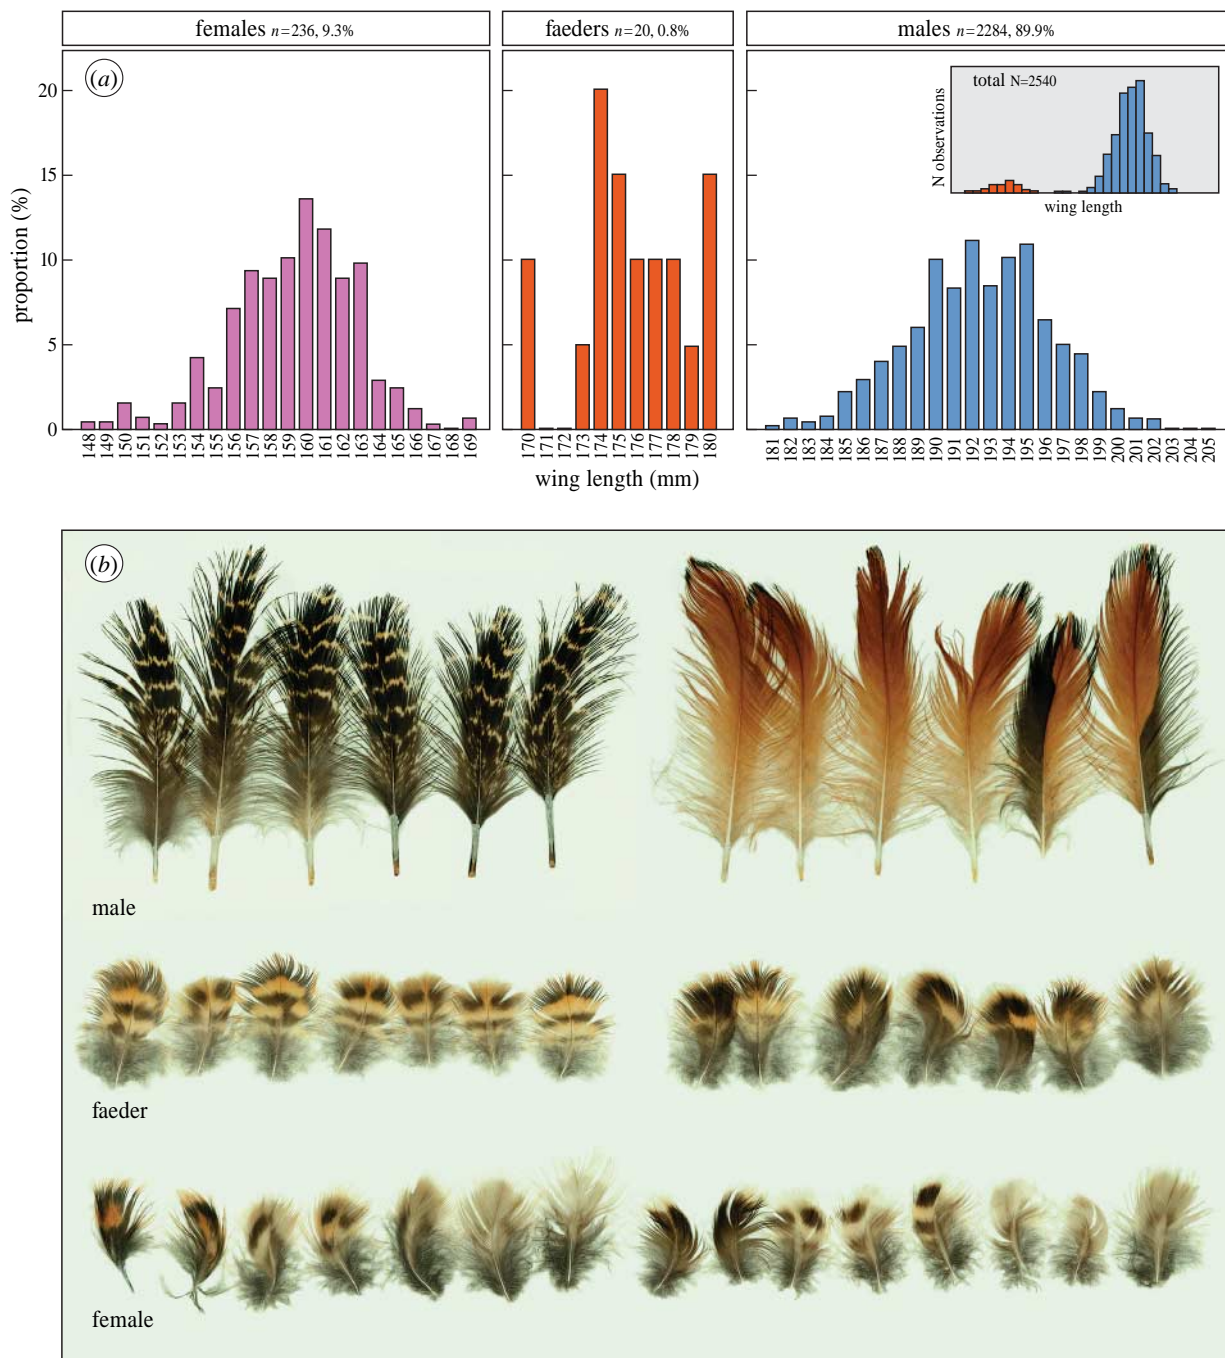 females n=236, 9.3%
faeders n=20, 0.8%
males n=2284, 89.9%
(a)
total N=2540
N observations
wing length
proportion (%)
20
15
10
5
0
148 149 150 151 152 153 154 155 156 157 158 159 160 161 162 163 164 165 166 167 168 169
170 171 172 173 174 175 176 177 178 179 180
181 182 183 184 185 186 187 188 189 190 191 192 193 194 195 196 197 198 199 200 201 202 203 204 205
wing length (mm)
(b)
male
faeder
female